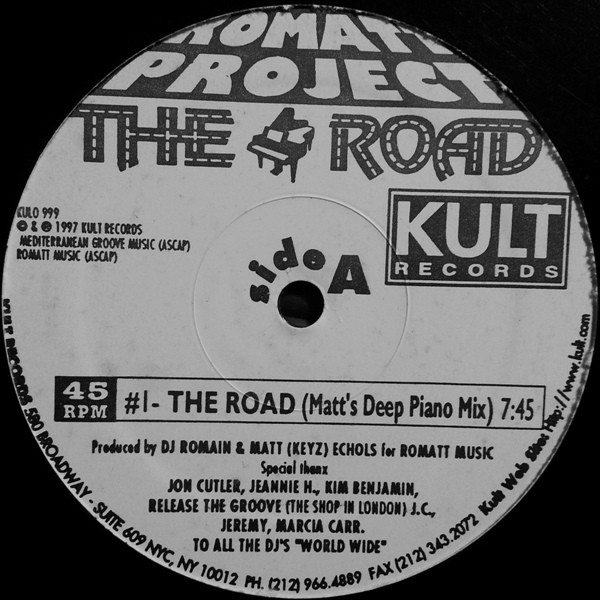 ROMATT
PROJECT
THE ROAD
KULO 999
© & ℗ 1997 KULT RECORDS
MEDITERRANEAN GROOVE MUSIC (ASCAP)
ROMATT MUSIC (ASCAP)
KULT
RECORDS
side A
45
RPM
#1- THE ROAD (Matt's Deep Piano Mix) 7:45
Produced by DJ ROMAIN & MATT (KEYZ) ECHOLS for ROMATT MUSIC
Special thanx
JON CUTLER, JEANNIE H., KIM BENJAMIN,
RELEASE THE GROOVE (THE SHOP IN LONDON) J.C.,
JEREMY, MARCIA CARR.
TO ALL THE DJ'S "WORLD WIDE"
KULT RECORDS 580 BROADWAY - SUITE 609 NYC, NY 10012 PH. (212) 966.4889 FAX (212) 343.2072 Kult Web Site: http://www.kult.com